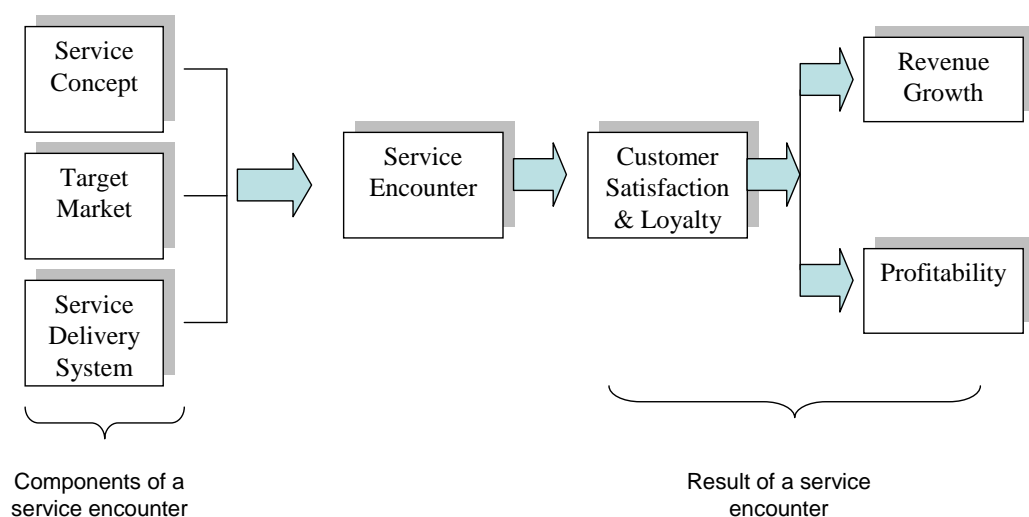 Service
Concept
Target
Market
Service
Delivery
System
Service
Encounter
Customer
Satisfaction
& Loyalty
Revenue
Growth
Profitability
Components of a
service encounter
Result of a service
encounter